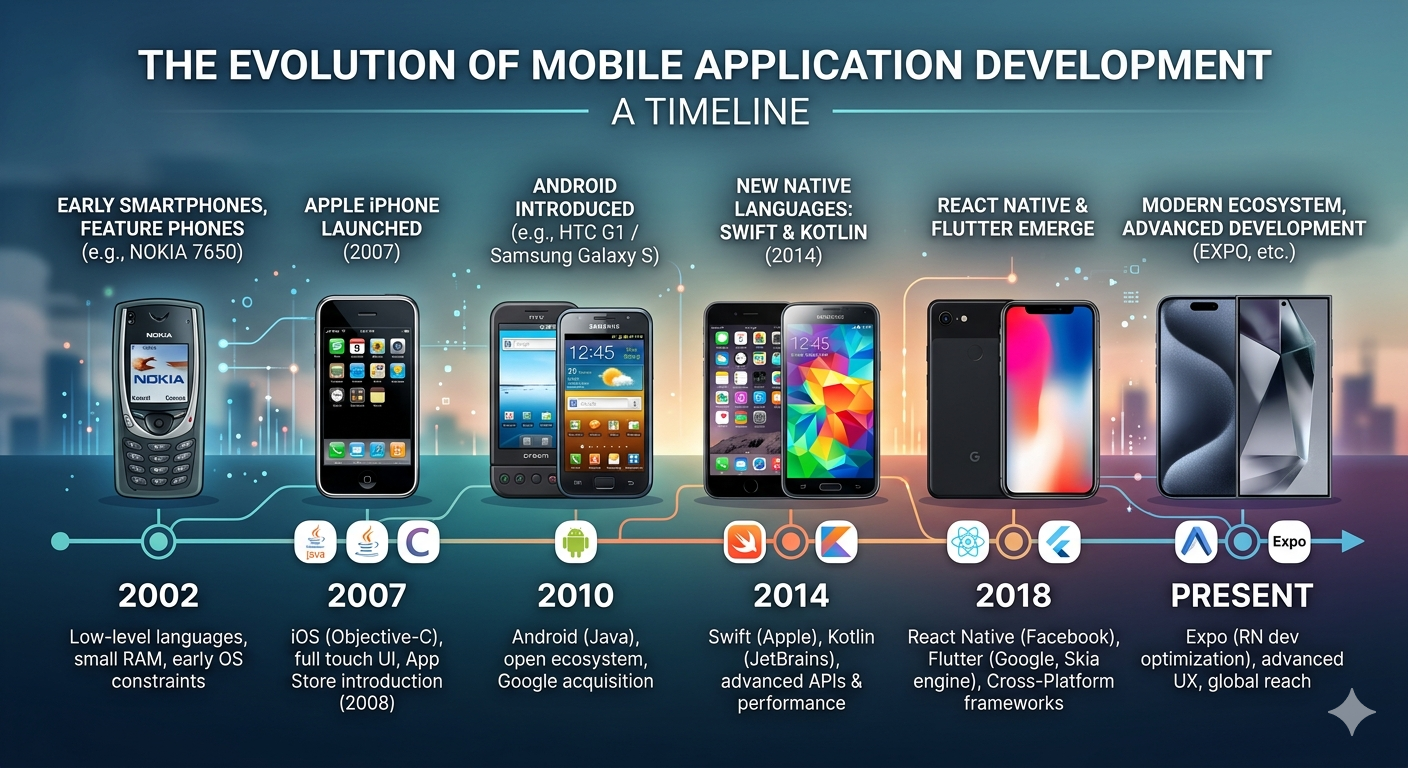 THE EVOLUTION OF MOBILE APPLICATION DEVELOPMENT
A TIMELINE
EARLY SMARTPHONES,
FEATURE PHONES
(e.g., NOKIA 7650)
APPLE iPHONE
LAUNCHED
(2007)
ANDROID
INTRODUCED
(e.g., HTC G1 /
Samsung Galaxy S)
NEW NATIVE
LANGUAGES:
SWIFT & KOTLIN
(2014)
REACT NATIVE &
FLUTTER EMERGE
MODERN ECOSYSTEM,
ADVANCED DEVELOPMENT
(EXPO, etc.)
NOKIA
NOKIA
9
SAMSUNG
12:45
SAMSUNG
12:45
G
Java
C
Expo
2002
Low-level languages,
small RAM, early OS
constraints
2007
iOS (Objective-C),
full touch UI, App
Store introduction
(2008)
2010
Android (Java),
open ecosystem,
Google acquisition
2014
Swift (Apple), Kotlin
(JetBrains),
advanced APIs &
performance
2018
React Native (Facebook),
Flutter (Google, Skia
engine), Cross-Platform
frameworks
PRESENT
Expo (RN dev
optimization), advanced
UX, global reach